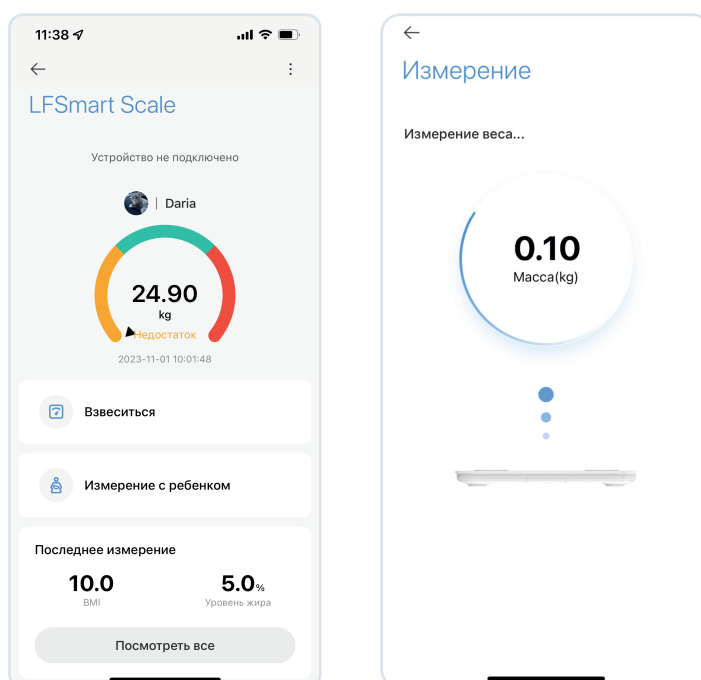 11:38
LFSmart Scale
Устройство не подключено
| Daria
24.90
kg
Недостаток
2023-11-01 10:01:48
Взвеситься
Измерение с ребенком
Последнее измерение
10.0 5.0%
BMI Уровень жира
Посмотреть все
Измерение
Измерение веса...
0.10
Масса(kg)